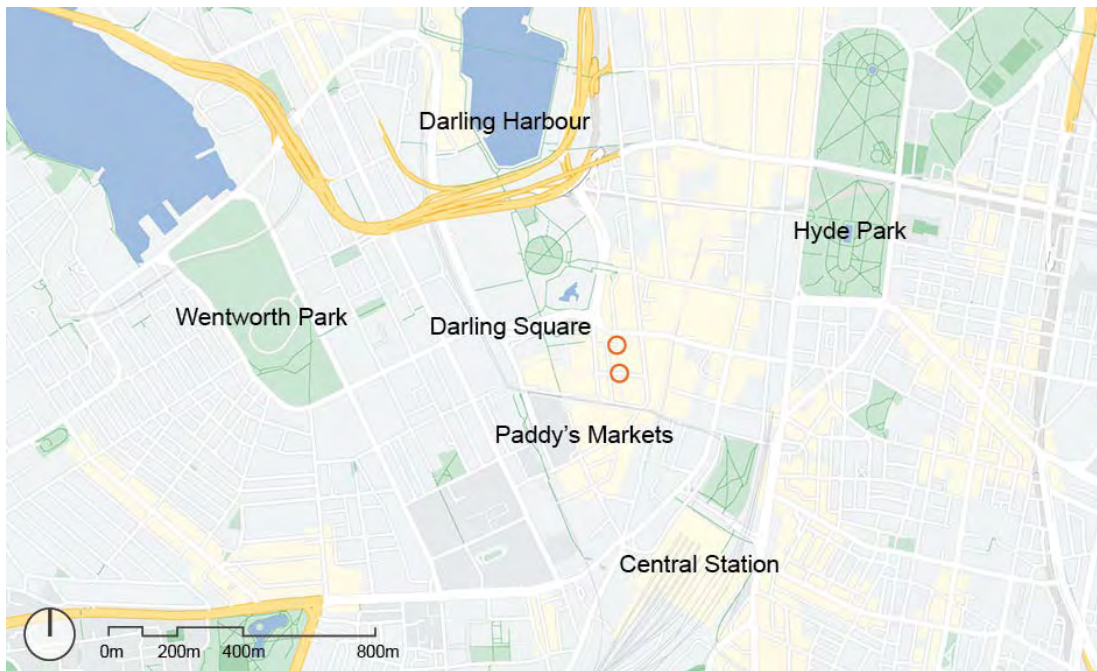 Darling Harbour
Hyde Park
Wentworth Park
Darling Square
Paddy's Markets
Central Station
0m 200m 400m 800m